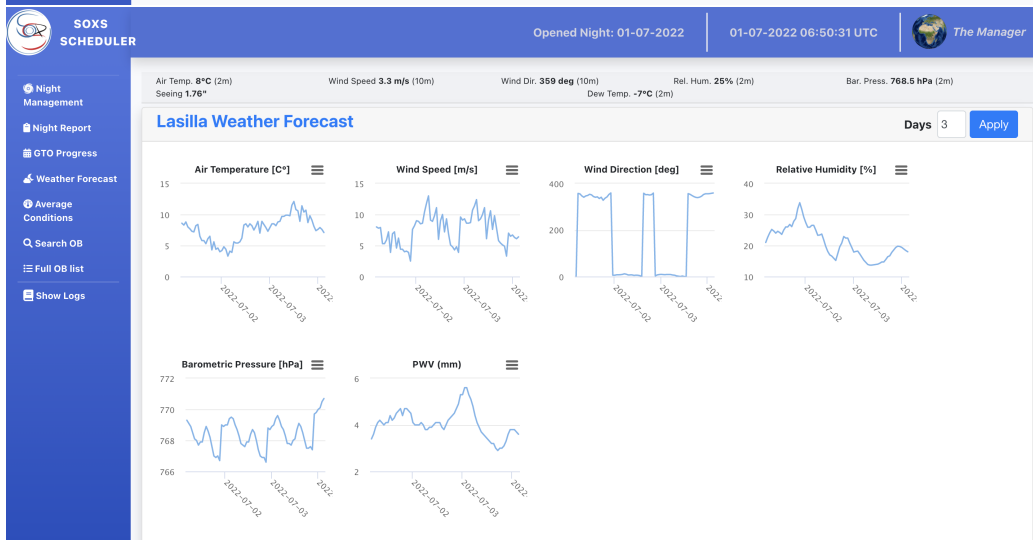 SOXS
SCHEDULER
Opened Night: 01-07-2022
01-07-2022 06:50:31 UTC
The Manager
Night
Management
Night Report
GTO Progress
Weather Forecast
Average
Conditions
Search OB
Full OB list
Show Logs
Air Temp. 8ºC (2m) Wind Speed 3.3 m/s (10m) Wind Dir. 359 deg (10m) Rel. Hum. 25% (2m) Bar. Press. 768.5 hPa (2m)
Seeing 1.76" Dew Temp. -7ºC (2m)
Lasilla Weather Forecast
Days 3 Apply
Air Temperature [Cº]
15
10
5
0
2022-07-02
2022-07-03
2022
Wind Speed [m/s]
15
10
5
0
2022-07-02
2022-07-03
2022
Wind Direction [deg]
400
200
0
2022-07-02
2022-07-03
2022
Relative Humidity [%]
40
30
20
10
2022-07-02
2022-07-03
2022
Barometric Pressure [hPa]
772
770
768
766
2022-07-02
2022-07-03
2022
PWV (mm)
6
4
2
2022-07-02
2022-07-03
2022